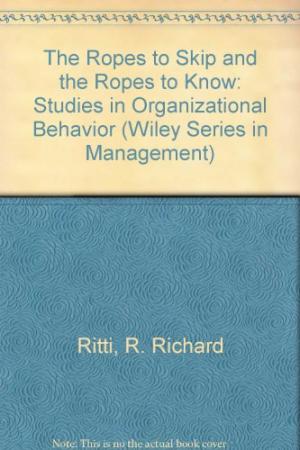 The Ropes to Skip and
the Ropes to Know:
Studies in Organizational
Behavior (Wiley Series in
Management)
Ritti, R. Richard
Note: This is no the actual book cover